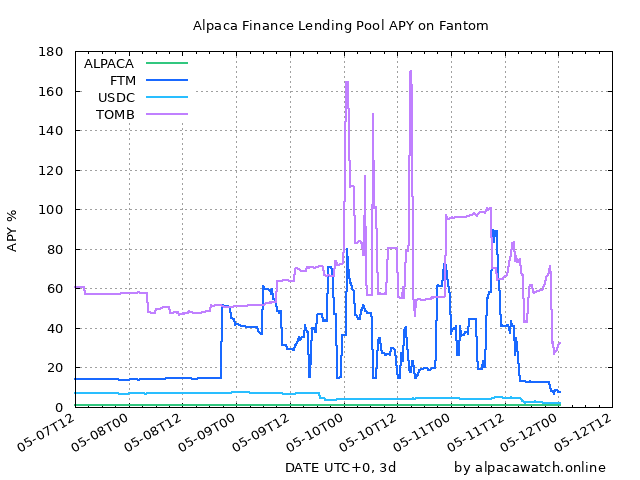 Alpaca Finance Lending Pool APY on Fantom
APY %
180
160
140
120
100
80
60
40
20
0
ALPACA
FTM
USDC
TOMB
05-07T12
05-08T00
05-08T12
05-09T00
05-09T12
05-10T00
05-10T12
05-11T00
05-11T12
05-12T00
05-12T12
DATE UTC+0, 3d
by alpacawatch.online